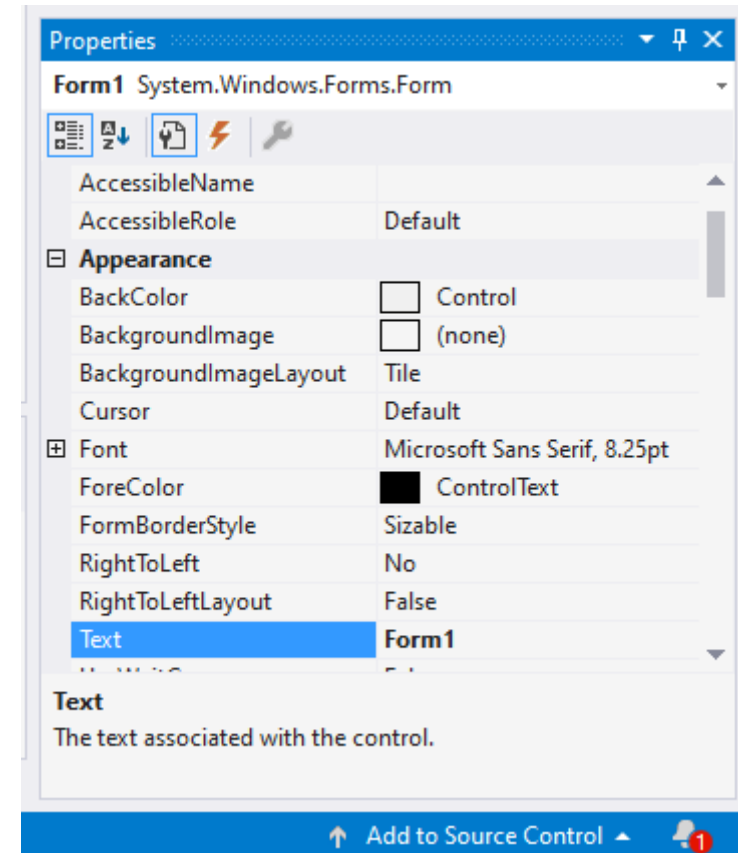 Properties
Form1 System.Windows.Forms.Form
AccessibleName
AccessibleRole Default
Appearance
BackColor Control
BackgroundImage (none)
BackgroundImageLayout Tile
Cursor Default
Font Microsoft Sans Serif, 8.25pt
ForeColor ControlText
FormBorderStyle Sizable
RightToLeft No
RightToLeftLayout False
Text Form1
Text
The text associated with the control.
Add to Source Control 1